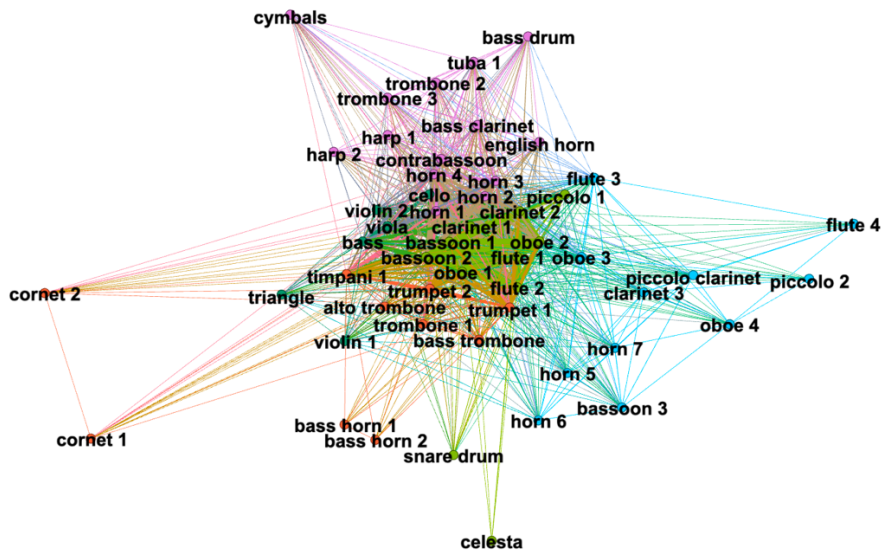 cymbals
bass drum
tuba 1
trombone 2
trombone 3
bass clarinet
harp 1
english horn
harp 2
contrabassoon
horn 4
horn 3
flute 3
cello
horn 2
piccolo 1
violin 2
horn 1
clarinet 2
viola
clarinet 1
flute 4
bass
bassoon 1
oboe 2
bassoon 2
flute 1
oboe 3
timpani 1
oboe 1
piccolo clarinet
piccolo 2
cornet 2
triangle
trumpet 2
flute 2
clarinet 3
alto trombone
trumpet 1
trombone 1
oboe 4
violin 1
bass trombone
horn 7
horn 5
bassoon 3
horn 6
bass horn 1
bass horn 2
cornet 1
snare drum
celesta